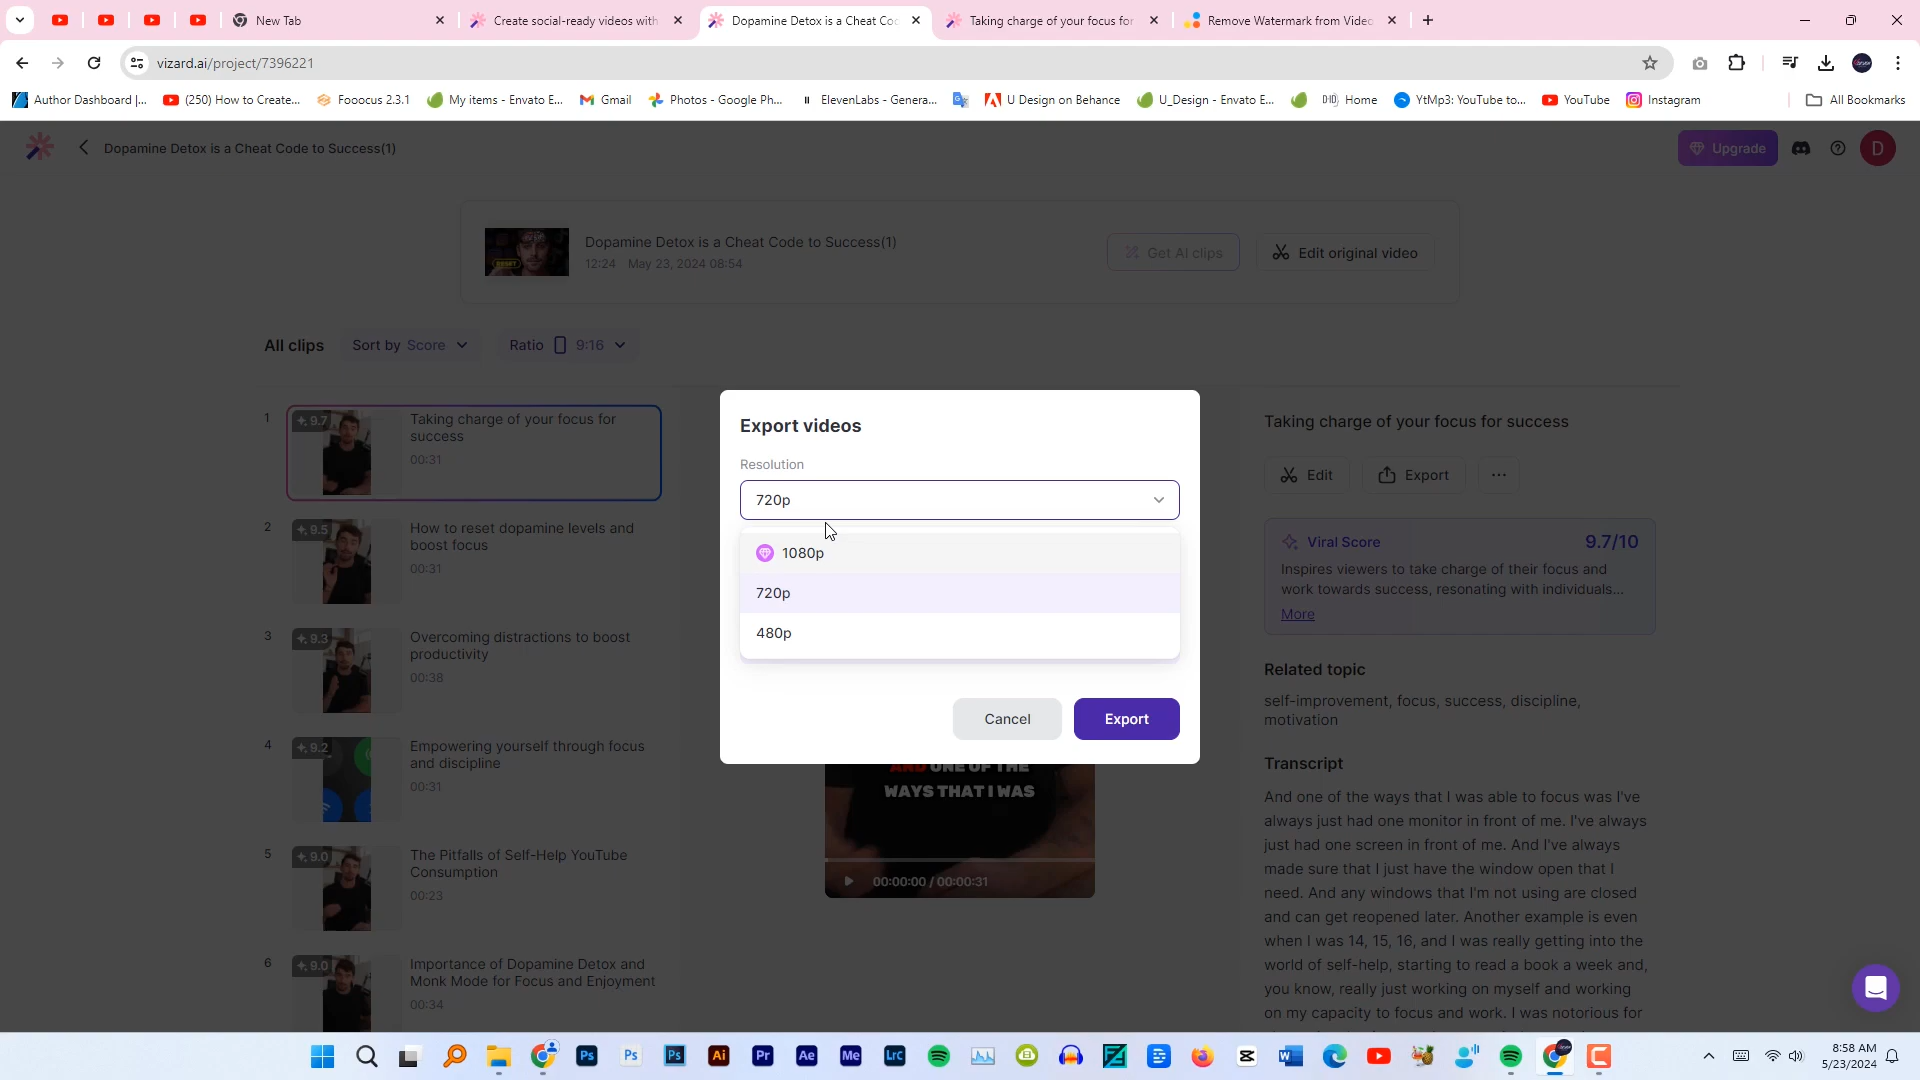 New Tab
Create social-ready videos with
Dopamine Detox is a Cheat Co
Taking charge of your focus for
Remove Watermark from Video
vizard.ai/project/7396221
Author Dashboard |...
(250) How to Create...
Fooocus 2.3.1
My items - Envato E...
Gmail
Photos - Google Ph...
ElevenLabs - Genera...
U Design on Behance
U_Design - Envato E...
Home
YtMp3: YouTube to...
YouTube
Instagram
All Bookmarks
Dopamine Detox is a Cheat Code to Success(1)
Upgrade
D
Dopamine Detox is a Cheat Code to Success(1)
12:24 May 23, 2024 08:54
Get AI clips
Edit original video
All clips
Sort by Score
Ratio 9:16
1
9.7
Taking charge of your focus for
success
00:31
2
9.5
How to reset dopamine levels and
boost focus
00:31
3
9.3
Overcoming distractions to boost
productivity
00:38
4
9.2
Empowering yourself through focus
and discipline
00:31
5
9.0
The Pitfalls of Self-Help YouTube
Consumption
00:23
6
9.0
Importance of Dopamine Detox and
Monk Mode for Focus and Enjoyment
00:34
Export videos
Resolution
720p
1080p
720p
480p
Cancel
Export
AND ONE OF THE
WAYS THAT I WAS
00:00:00 / 00:00:31
Taking charge of your focus for success
Edit
Export
...
Viral Score
9.7/10
Inspires viewers to take charge of their focus and
work towards success, resonating with individuals...
More
Related topic
self-improvement, focus, success, discipline,
motivation
Transcript
And one of the ways that I was able to focus was I've
always just had one monitor in front of me. I've always
just had one screen in front of me. And I've always
made sure that I just have the window open that I
need. And any windows that I'm not using are closed
and can get reopened later. Another example is even
when I was 14, 15, 16, and I was really getting into the
world of self-help, starting to read a book a week and,
you know, really just working on myself and working
on my capacity to focus and work. I was notorious for
Ps
Ps
Ps
Ai
Pr
Ae
Me
LrC
8:58 AM
5/23/2024